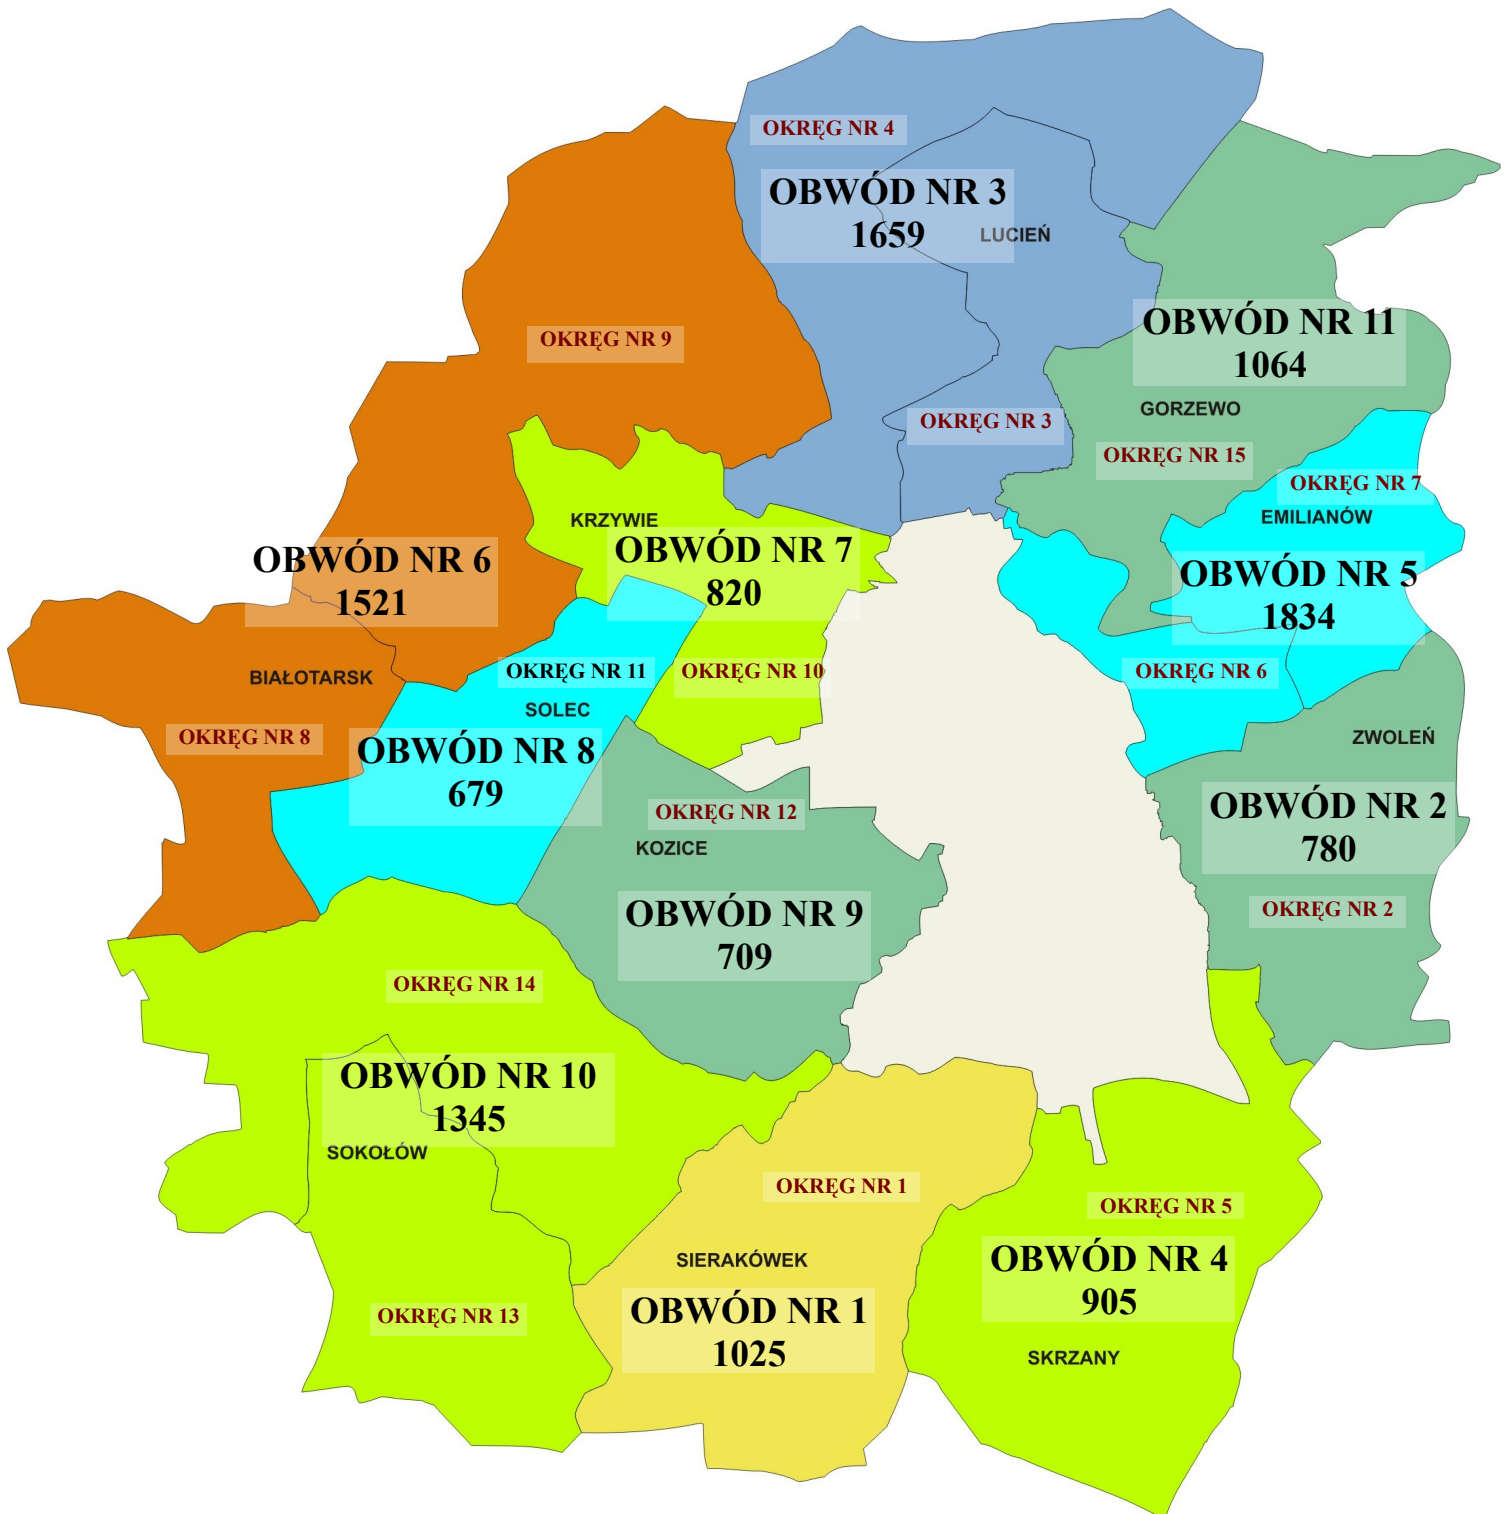 OKRĘG NR 4
OBWÓD NR 3
1659
LUCIEŃ
OKRĘG NR 9
OBWÓD NR 11
1064
GORZEWO
OKRĘG NR 3
OKRĘG NR 15
OKRĘG NR 7
EMILIANÓW
KRZYWIE
OBWÓD NR 7
820
OBWÓD NR 6
1521
OBWÓD NR 5
1834
OKRĘG NR 11
OKRĘG NR 10
OKRĘG NR 6
BIAŁOTARSK
SOLEC
OKRĘG NR 8
OBWÓD NR 8
679
ZWOLEŃ
OBWÓD NR 2
780
OKRĘG NR 12
KOZICE
OBWÓD NR 9
709
OKRĘG NR 2
OKRĘG NR 14
OBWÓD NR 10
1345
SOKOŁÓW
OKRĘG NR 1
OKRĘG NR 5
SIERAKÓWEK
OBWÓD NR 4
905
OBWÓD NR 1
1025
OKRĘG NR 13
SKRZANY